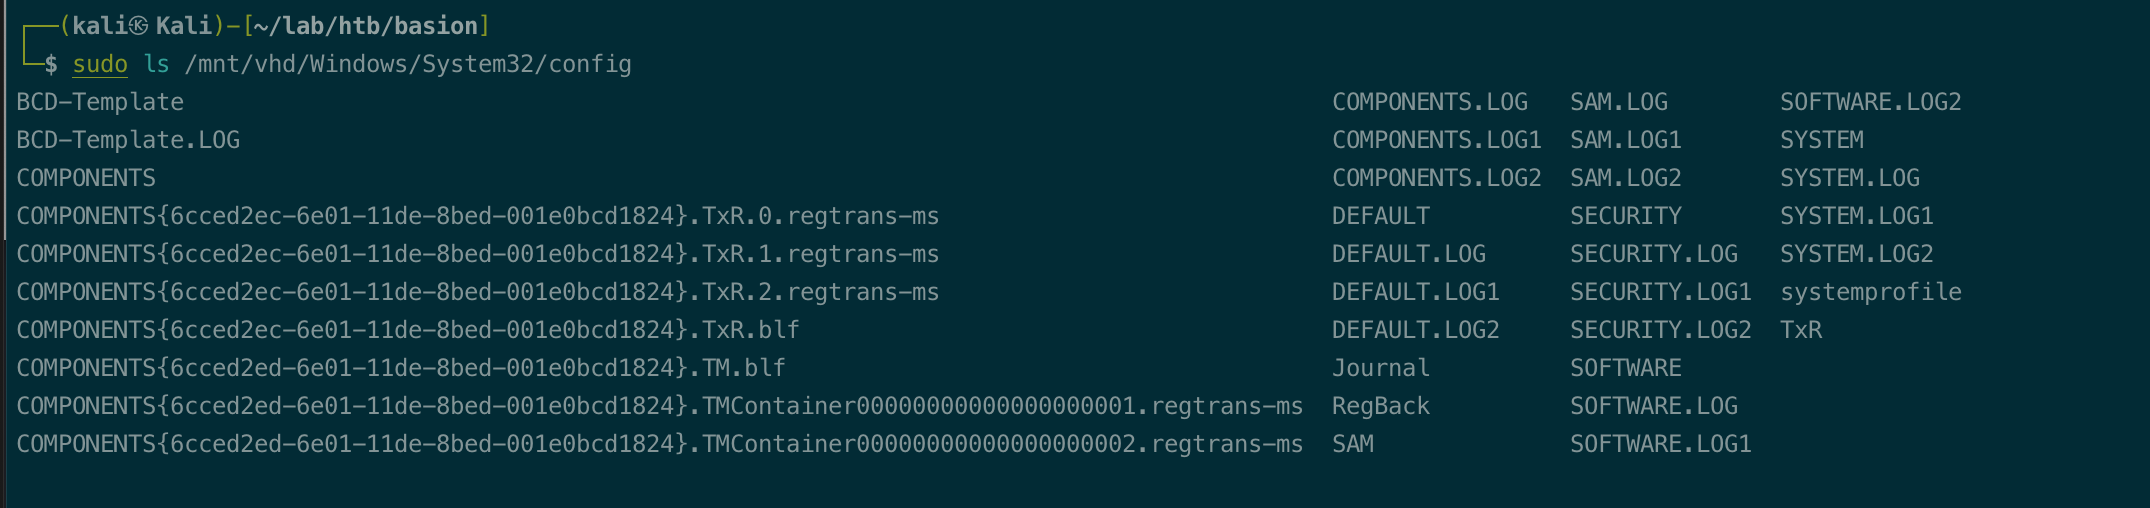 ┌──(kali㉿Kali)-[~/lab/htb/basion]
└─$ sudo ls /mnt/vhd/Windows/System32/config
BCD-Template COMPONENTS.LOG SAM.LOG SOFTWARE.LOG2
BCD-Template.LOG COMPONENTS.LOG1 SAM.LOG1 SYSTEM
COMPONENTS COMPONENTS.LOG2 SAM.LOG2 SYSTEM.LOG
COMPONENTS{6cced2ec-6e01-11de-8bed-001e0bcd1824}.TxR.0.regtrans-ms DEFAULT SECURITY SYSTEM.LOG1
COMPONENTS{6cced2ec-6e01-11de-8bed-001e0bcd1824}.TxR.1.regtrans-ms DEFAULT.LOG SECURITY.LOG SYSTEM.LOG2
COMPONENTS{6cced2ec-6e01-11de-8bed-001e0bcd1824}.TxR.2.regtrans-ms DEFAULT.LOG1 SECURITY.LOG1 systemprofile
COMPONENTS{6cced2ec-6e01-11de-8bed-001e0bcd1824}.TxR.blf DEFAULT.LOG2 SECURITY.LOG2 TxR
COMPONENTS{6cced2ed-6e01-11de-8bed-001e0bcd1824}.TM.blf Journal SOFTWARE
COMPONENTS{6cced2ed-6e01-11de-8bed-001e0bcd1824}.TMContainer00000000000000000001.regtrans-ms RegBack SOFTWARE.LOG
COMPONENTS{6cced2ed-6e01-11de-8bed-001e0bcd1824}.TMContainer00000000000000000002.regtrans-ms SAM SOFTWARE.LOG1